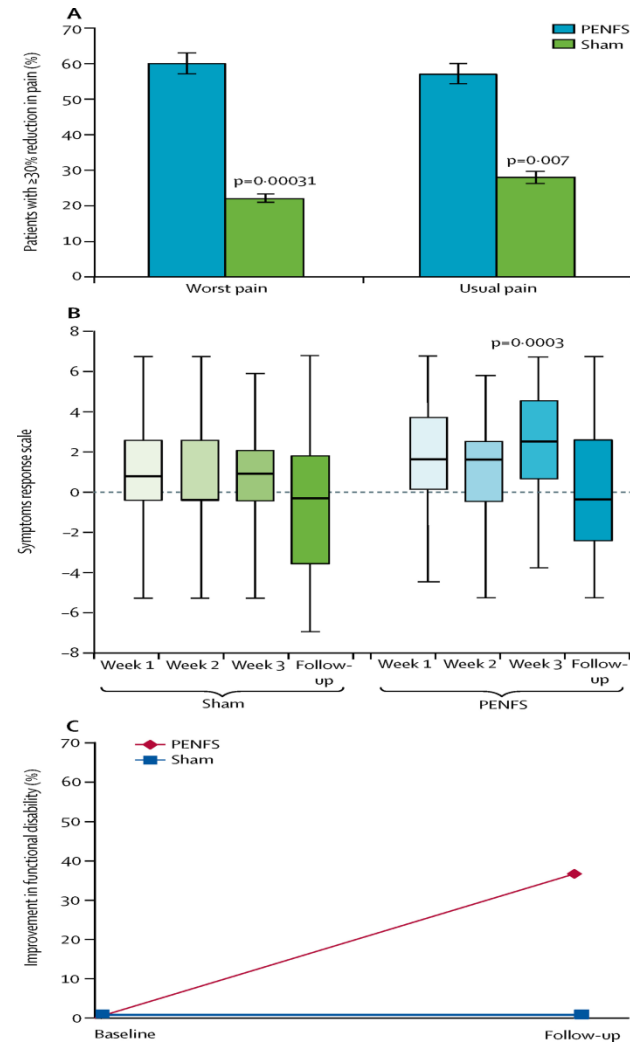 A
PENFS
Sham
Patients with ≥30% reduction in pain (%)
70
60
50
40
30
20
10
0
p=0·00031
p=0·007
Worst pain
Usual pain
B
Symptoms response scale
8
6
4
2
0
–2
–4
–6
–8
p=0·0003
Week 1 Week 2 Week 3 Follow-up
Week 1 Week 2 Week 3 Follow-up
Sham
PENFS
C
PENFS
Sham
Improvement in functional disability (%)
70
60
50
40
30
20
10
0
Baseline
Follow-up